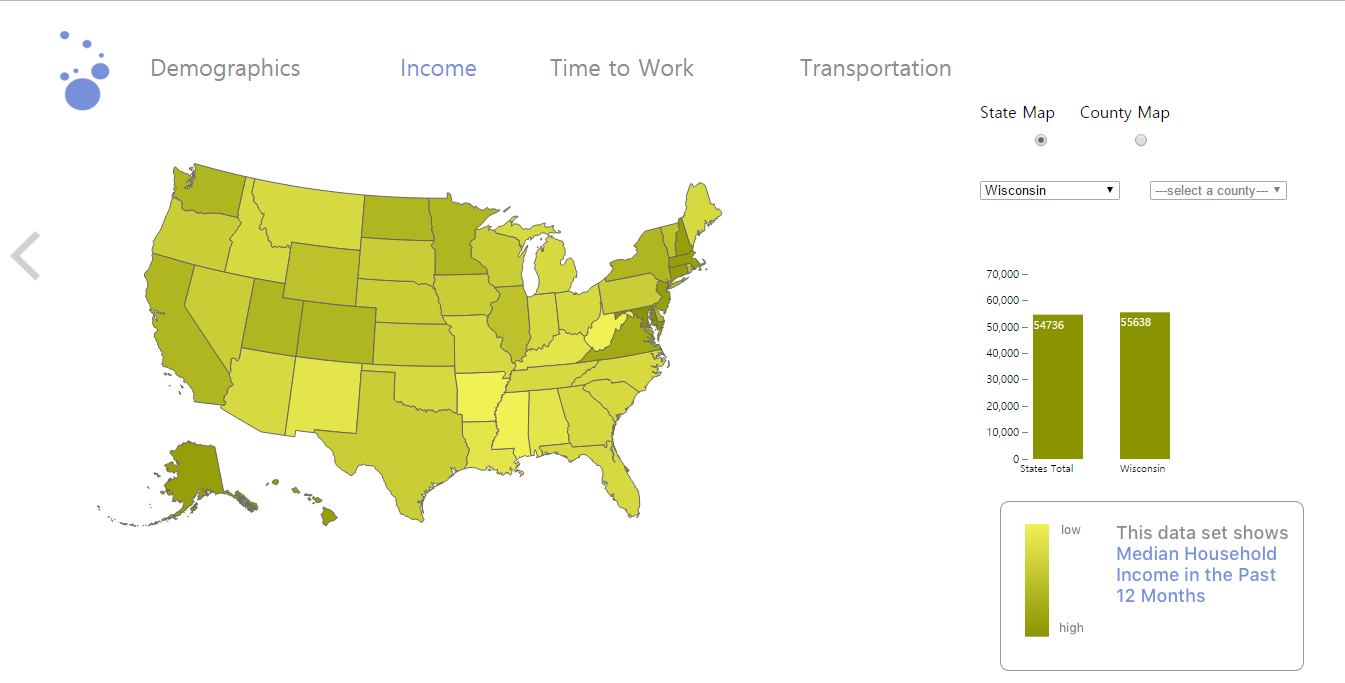 Demographics Income Time to Work Transportation
State Map County Map
Wisconsin ---select a county---
70,000
60,000
50,000
40,000
30,000
20,000
10,000
0
54736
55638
States Total Wisconsin
low
high
This data set shows
Median Household
Income in the Past
12 Months